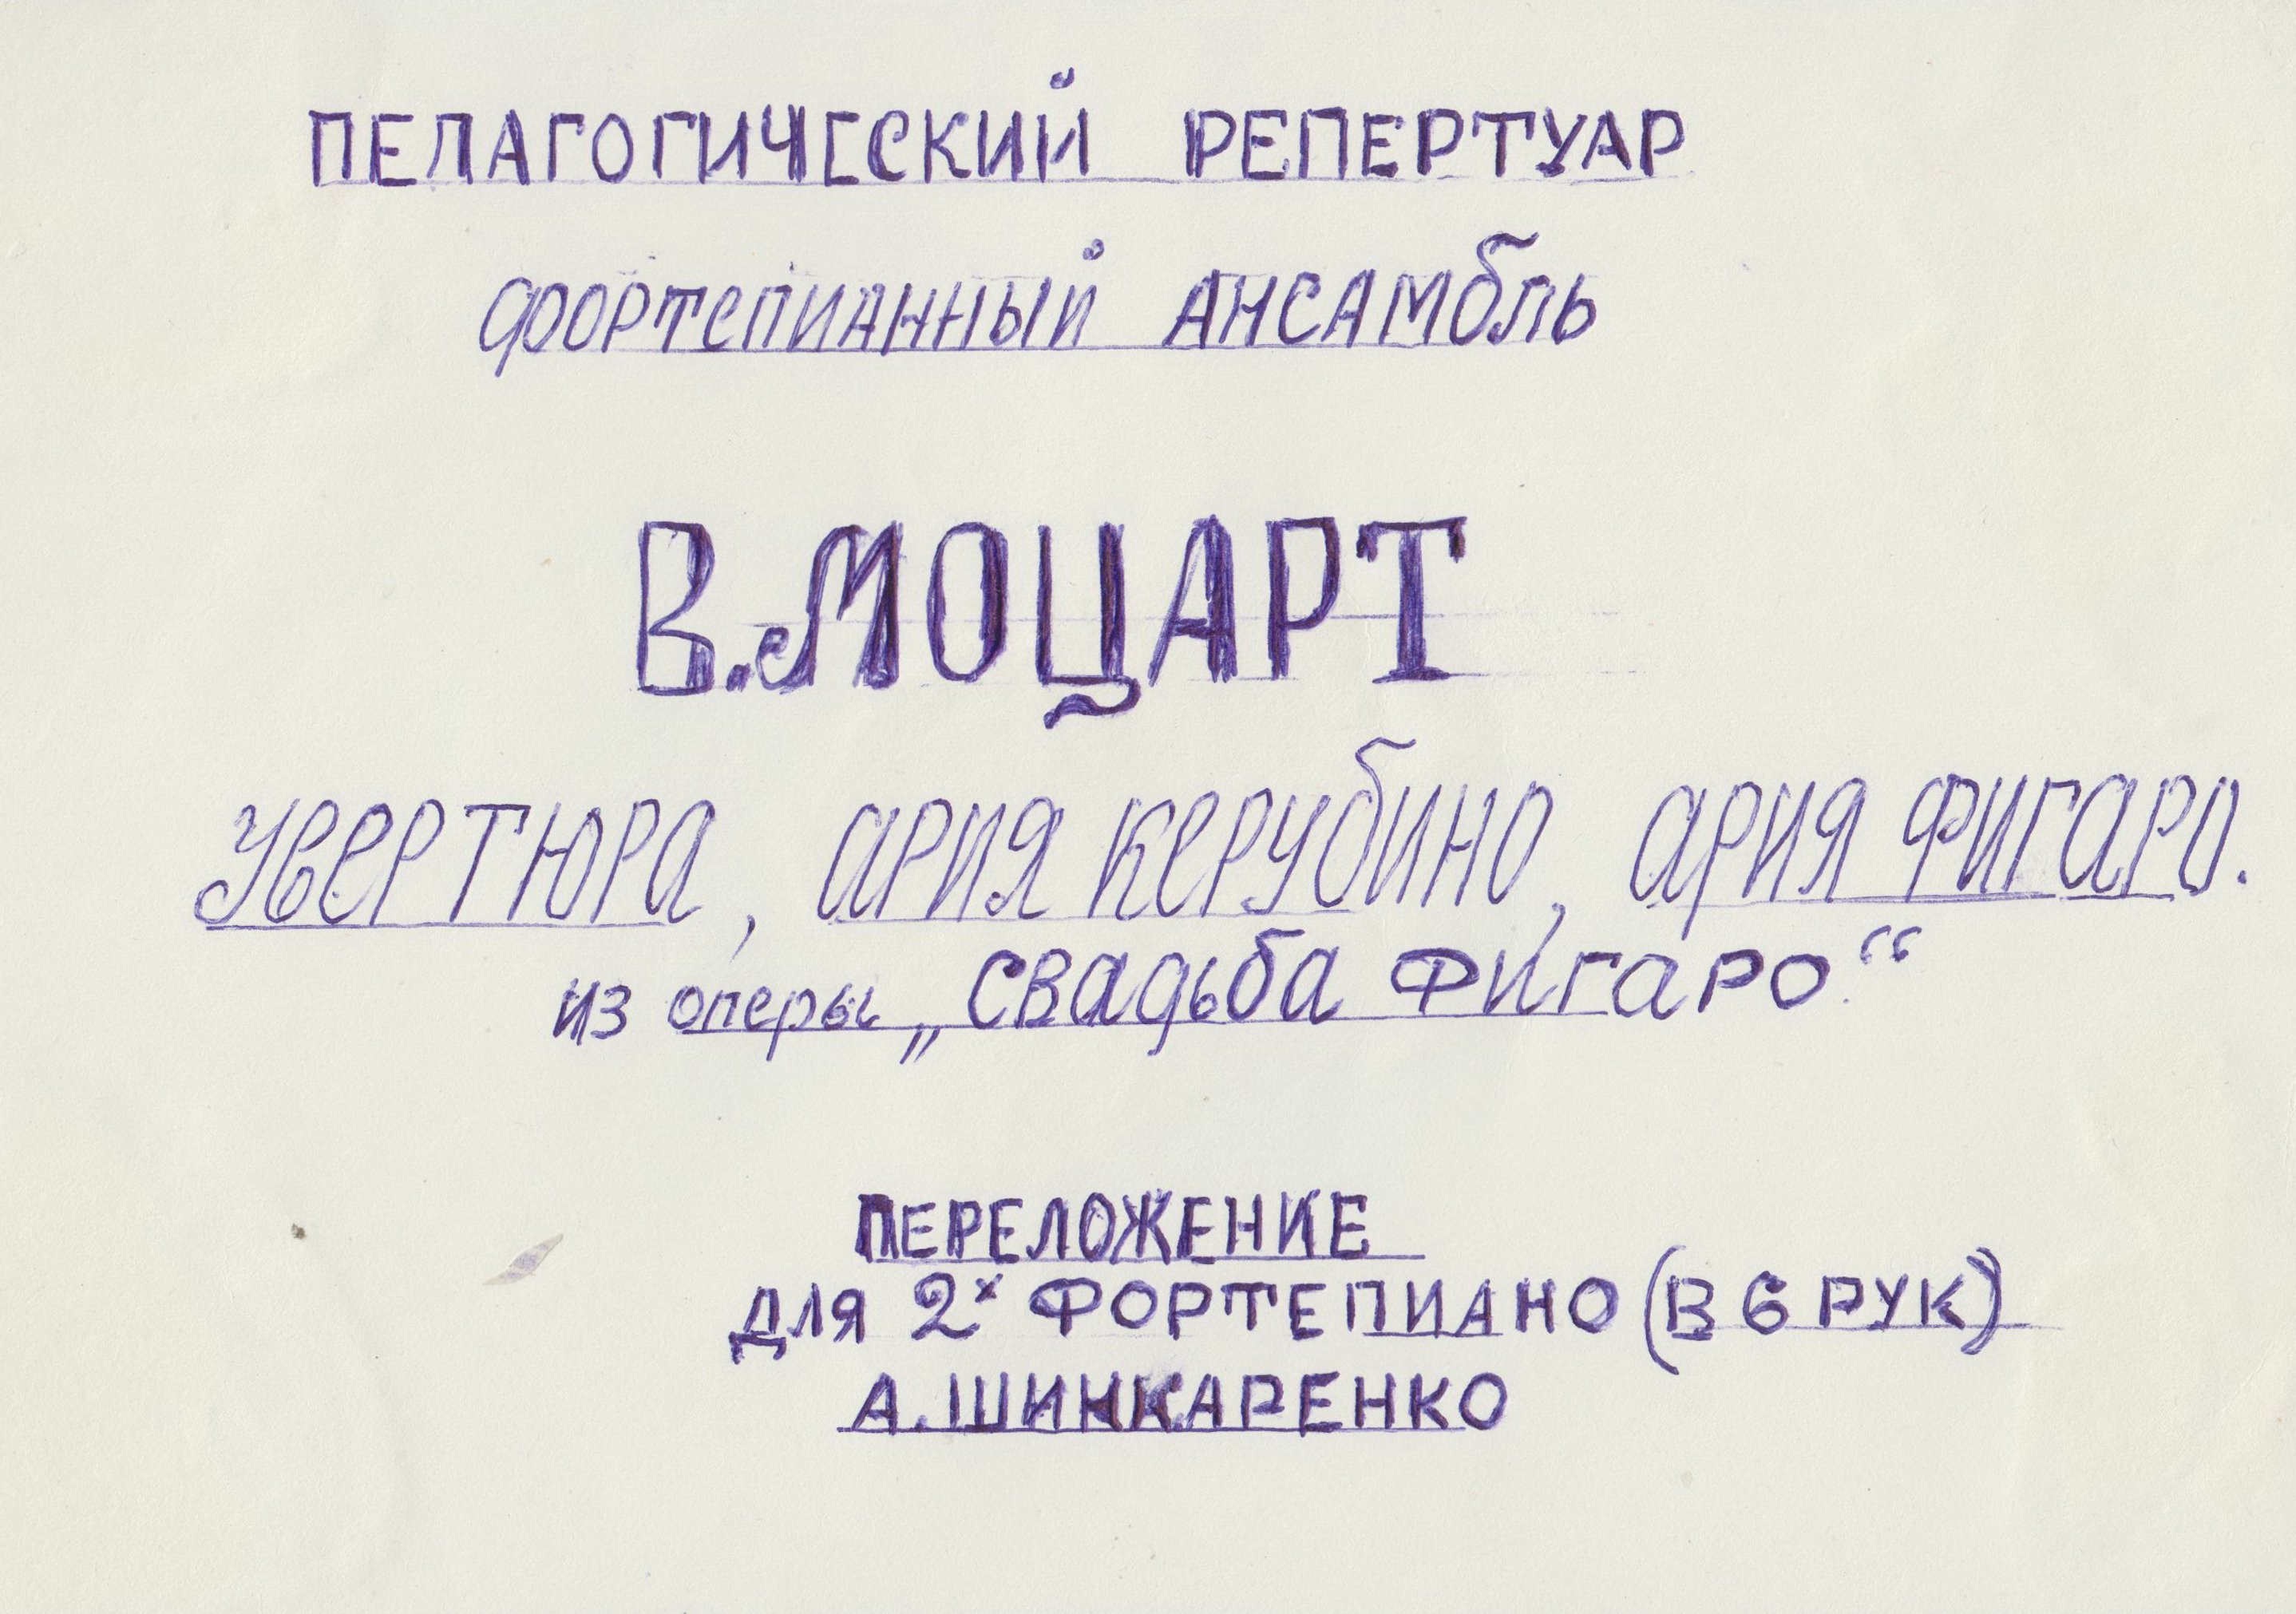 ПЕЛАГОГИЧЕСКИЙ РЕПЕРТУАР
фортепианный АНСАМбль
В.МОЦАРТ
УВЕРТЮРА, аРИЯ КЕРУбИНО, аРИЯ ФИГаРО.
из оперы „Свадьба Фигаро.“
ПЕРЕЛОЖЕНИЕ
для 2х ФОРТЕПИАНО (В 6 РУК)
А.ШИНКАРЕНКО